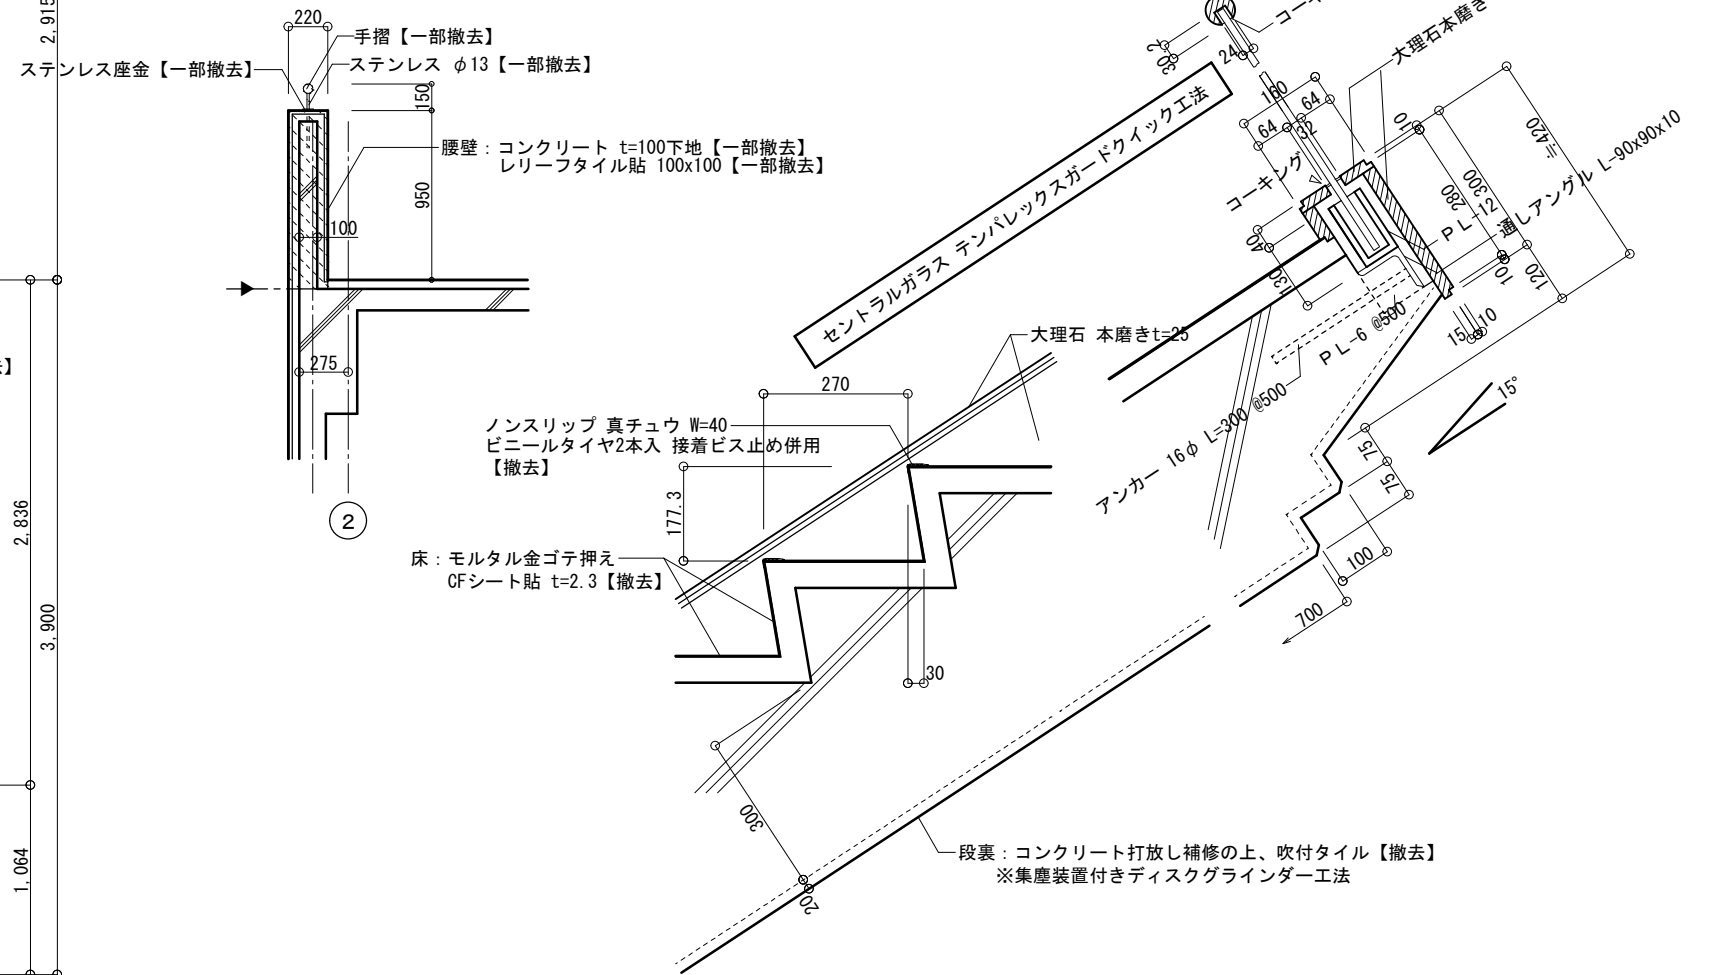 2,915
220
手摺【一部撤去】
ステンレス座金【一部撤去】
ステンレス φ13【一部撤去】
150
腰壁：コンクリート t=100下地【一部撤去】
レリーフタイル貼 100x100【一部撤去】
950
100
275
2
去】
2,836
3,900
1,064
30.2
24
大理石本磨き
160
64
64
32
コーキング
セントラルガラス テンパレックスガードクイック工法
10
≒420
300
280
ＰＬ-12
通しアングル L-90x90x10
40
130
10
120
ＰＬ-6 @500
15
10
アンカー 16φ L=300 @500
15°
75
75
100
700
大理石 本磨きt=25
270
ノンスリップ 真チュウ W=40
ビニールタイヤ2本入 接着ビス止め併用
【撤去】
177.3
床：モルタル金ゴテ押え
CFシート貼 t=2.3【撤去】
30
300
20
段裏：コンクリート打放し補修の上、吹付タイル【撤去】
※集塵装置付きディスクグラインダー工法